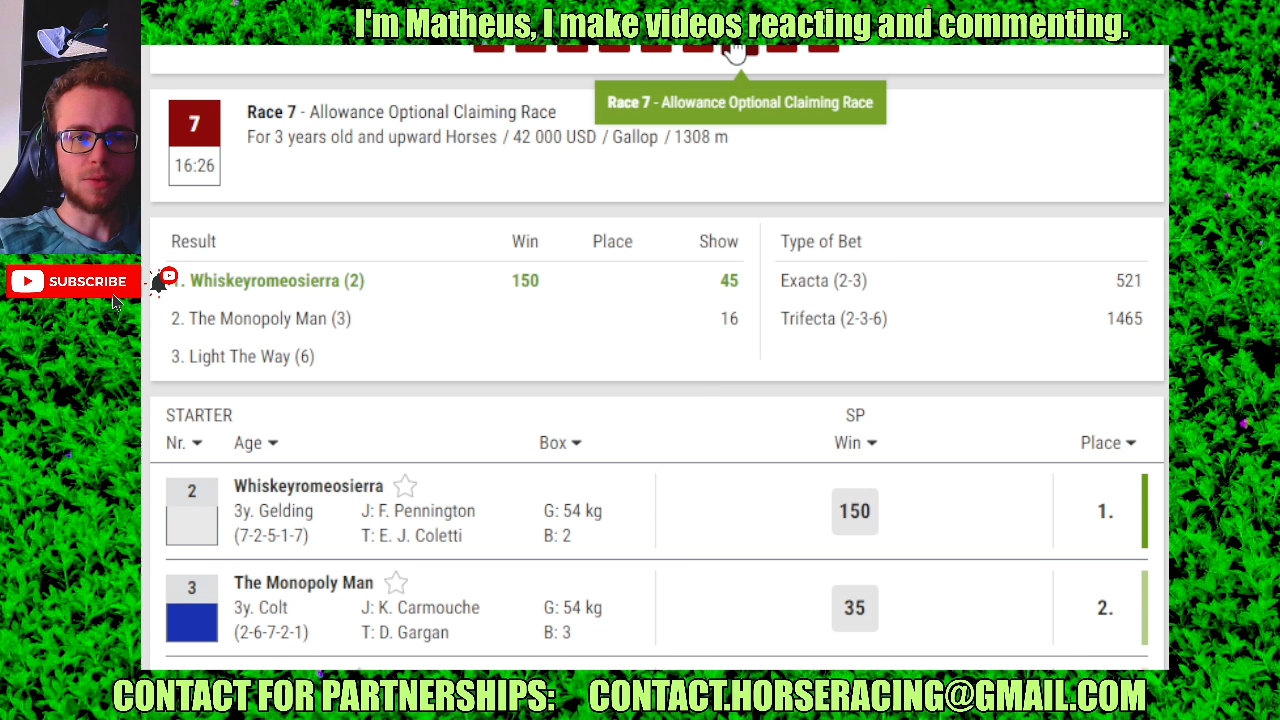 I'm Matheus, I make videos reacting and commenting.
Race 7 - Allowance Optional Claiming Race
7
16:26
Race 7 - Allowance Optional Claiming Race
For 3 years old and upward Horses / 42 000 USD / Gallop / 1308 m
Result Win Place Show Type of Bet
1. Whiskeyromeosierra (2) 150 45 Exacta (2-3) 521
2. The Monopoly Man (3) 16 Trifecta (2-3-6) 1465
3. Light The Way (6)
SUBSCRIBE
STARTER SP
Nr. Age Box Win Place
2 Whiskeyromeosierra
3y. Gelding J: F. Pennington G: 54 kg 150 1.
(7-2-5-1-7) T: E. J. Coletti B: 2
3 The Monopoly Man
3y. Colt J: K. Carmouche G: 54 kg 35 2.
(2-6-7-2-1) T: D. Gargan B: 3
CONTACT FOR PARTNERSHIPS: CONTACT.HORSERACING@GMAIL.COM